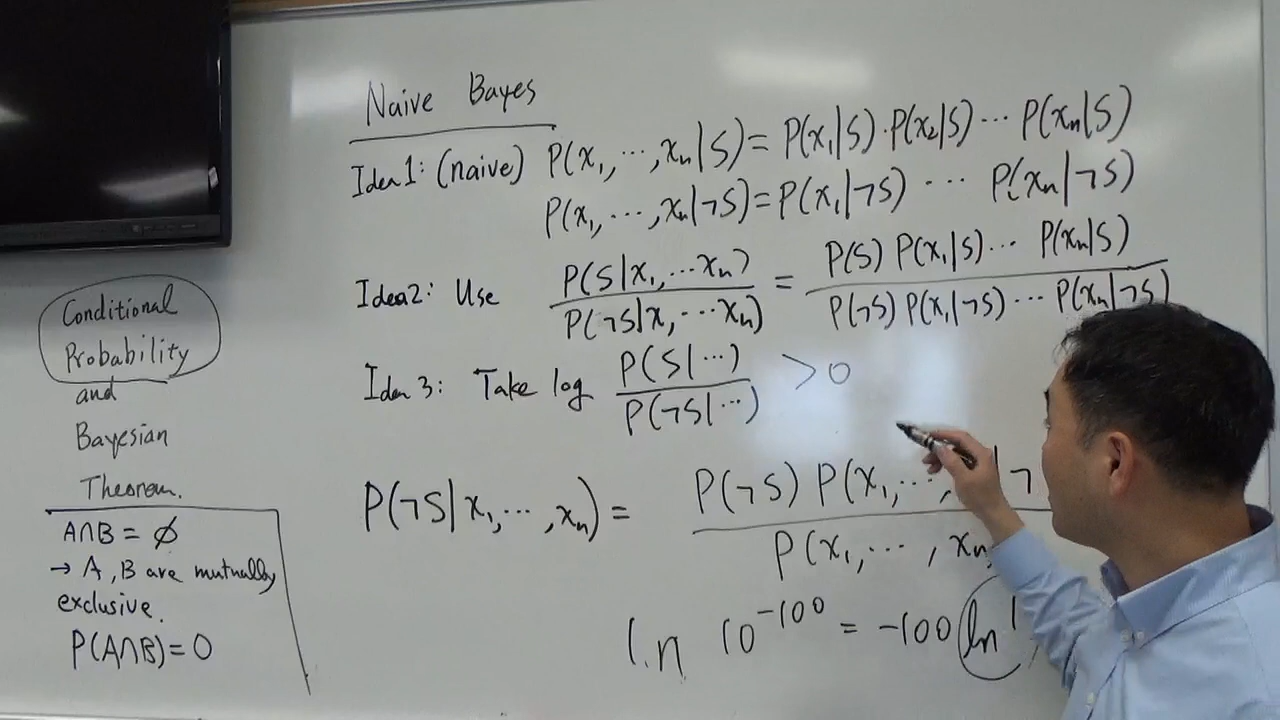 Naive Bayes
Idea1: (naive) P(x₁, ⋯, xₙ|S) = P(x₁|S)·P(x₂|S) ⋯ P(xₙ|S)
P(x₁, ⋯, xₙ|¬S) = P(x₁|¬S) ⋯ P(xₙ|¬S)
Idea2: Use P(S|x₁, ⋯xₙ) / P(¬S|x, ⋯xₙ) = P(S) P(x₁|S)⋯ P(xₙ|S) / P(¬S) P(x₁|¬S) ⋯ P(xₙ|¬S)
Idea 3: Take log P(S|⋯) / P(¬S|⋯) > 0
P(¬S|x₁, ⋯, xₙ) = P(¬S) P(x₁, ⋯, |¬ / P(x₁, ⋯, xₙ
ln 10⁻¹⁰⁰ = -100 ln 1
Conditional
Probability
and
Bayesian
Theorem.
A∩B = ∅
→ A, B are mutually
exclusive.
P(A∩B) = 0